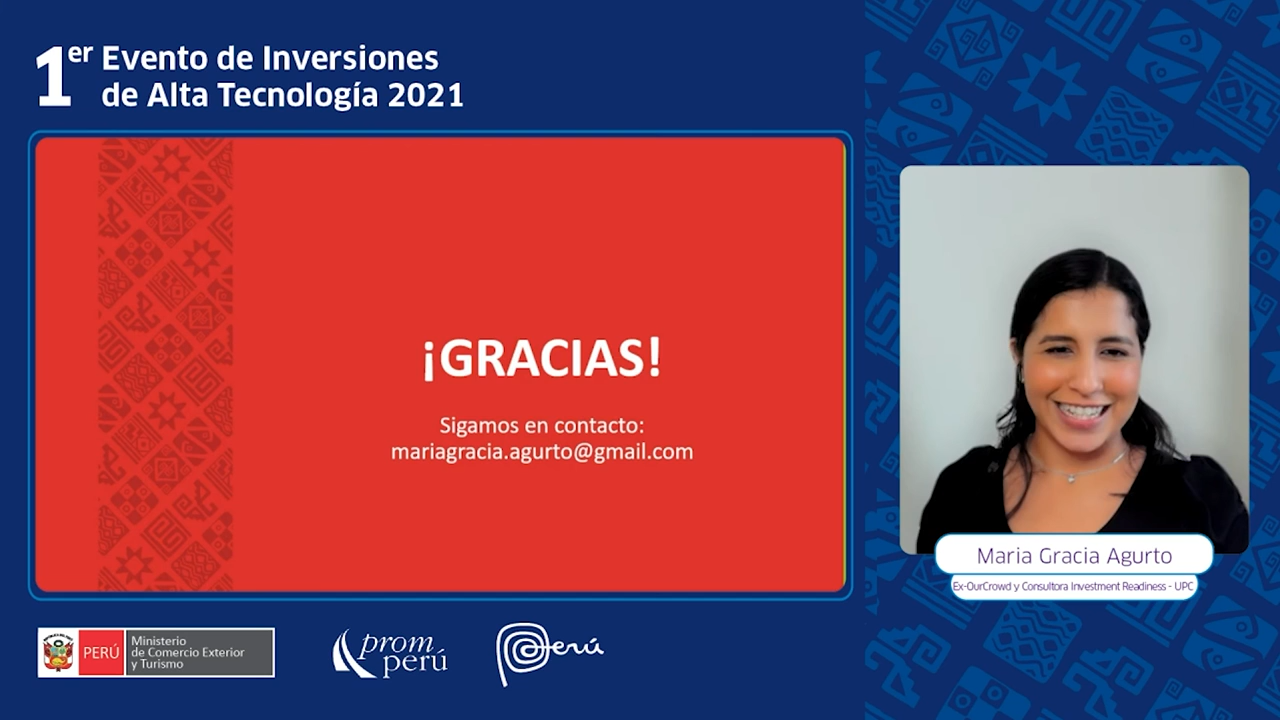 1er Evento de Inversiones
de Alta Tecnología 2021
¡GRACIAS!
Sigamos en contacto:
mariagracia.agurto@gmail.com
Maria Gracia Agurto
Ex-OurCrowd y Consultora Investment Readiness - UPC
PERÚ
Ministerio
de Comercio Exterior
y Turismo
prom
perú
Perú